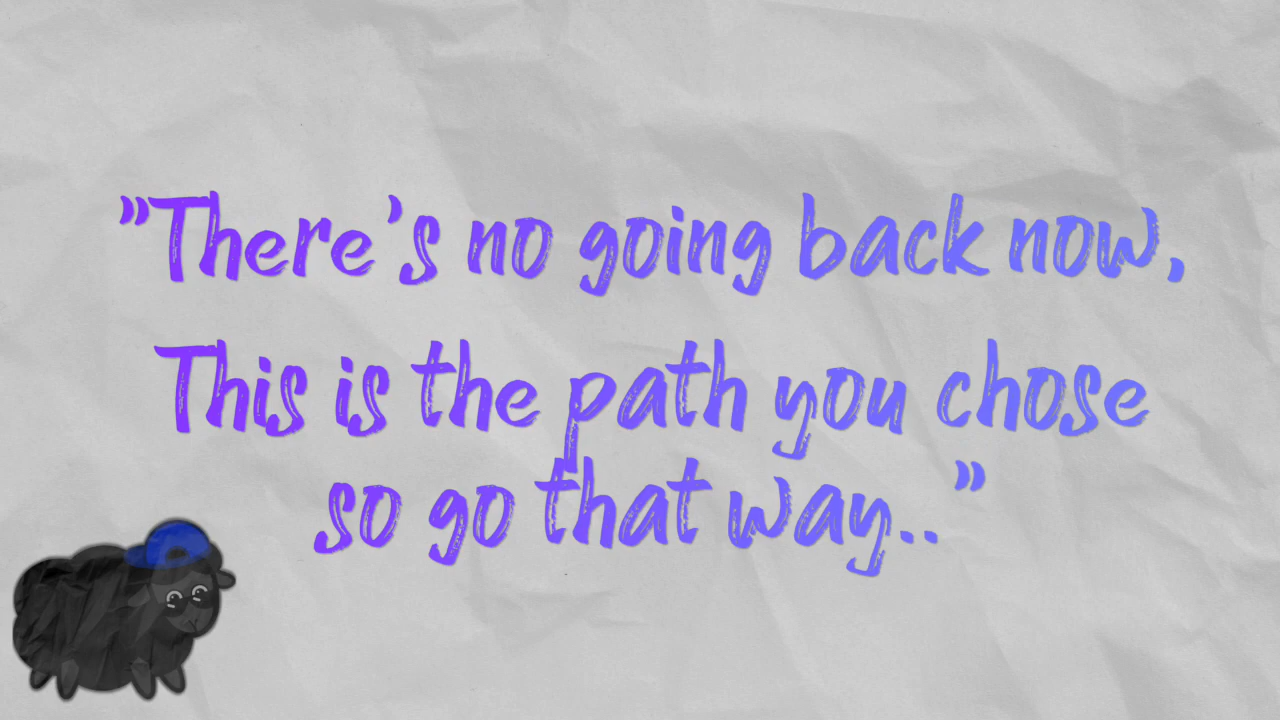 "There's no going back now,
This is the path you chose
so go that way.."